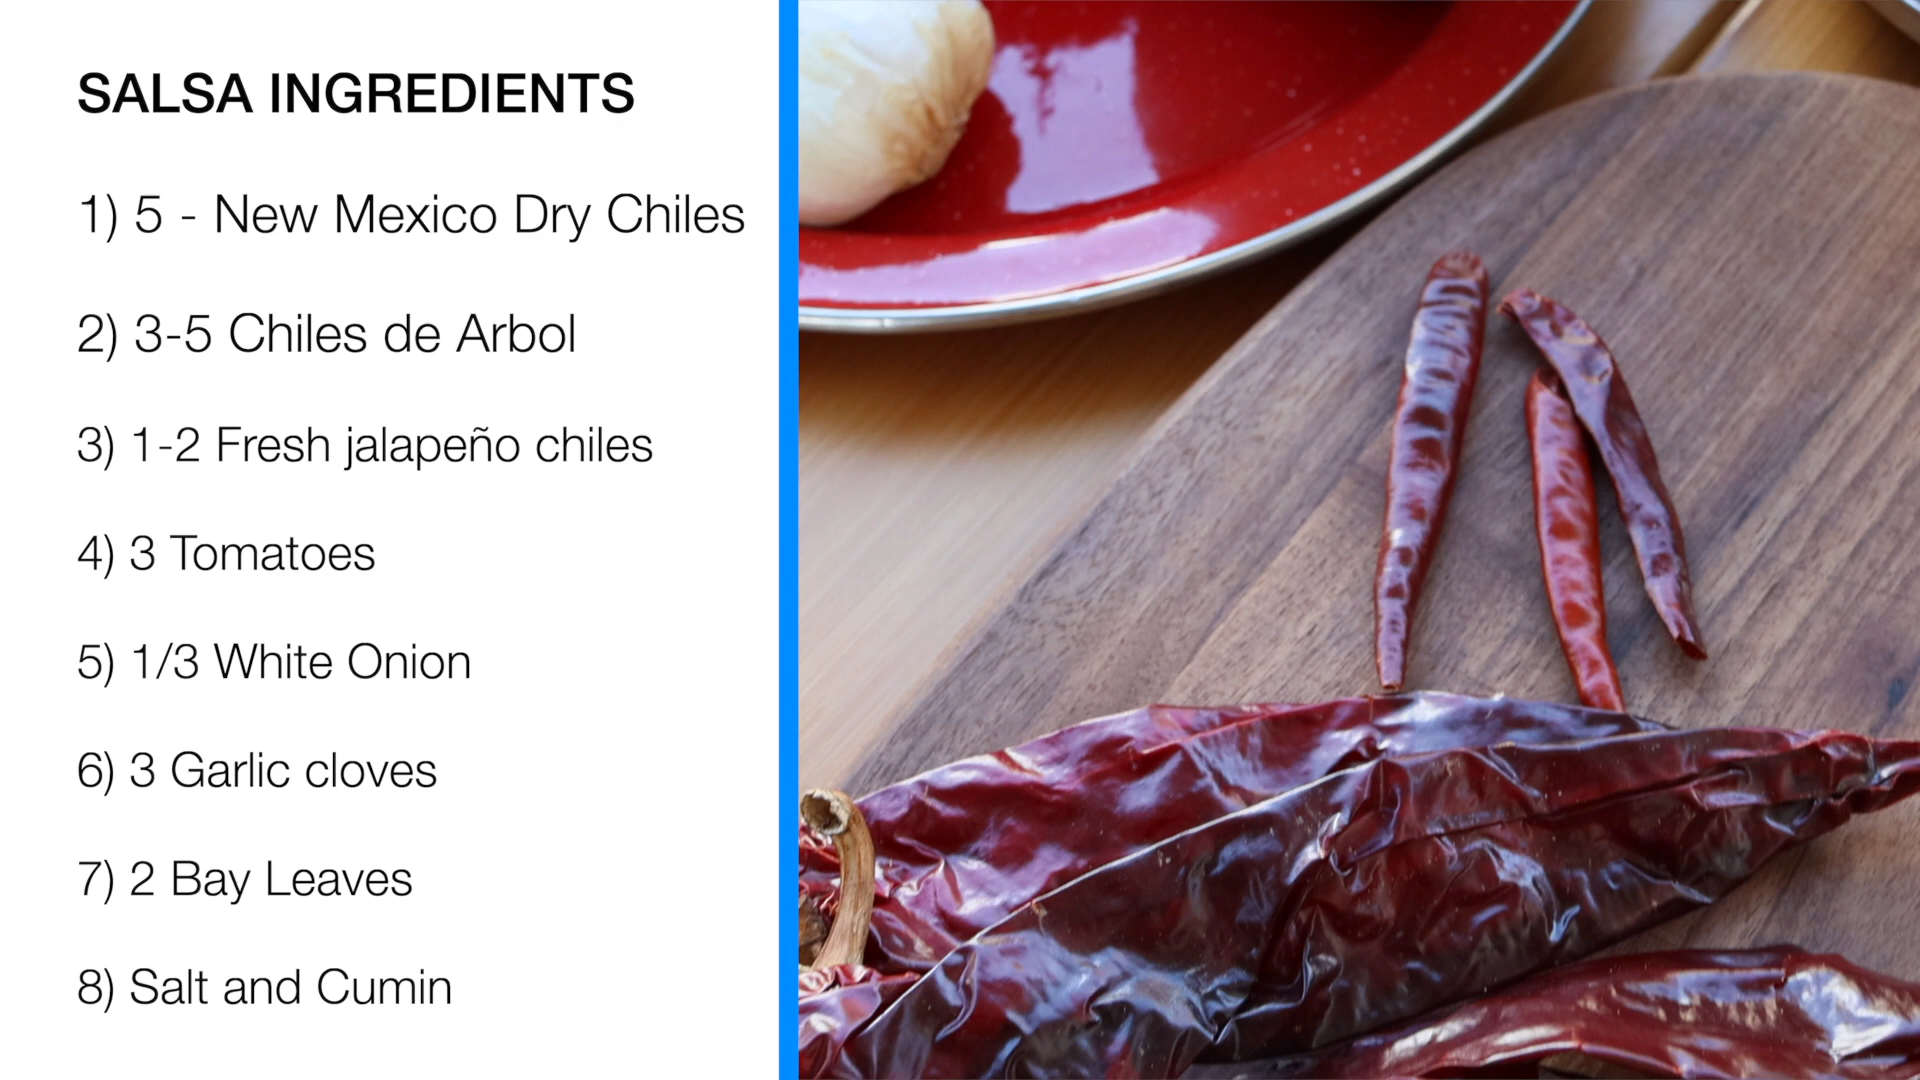 SALSA INGREDIENTS
1) 5 - New Mexico Dry Chiles
2) 3-5 Chiles de Arbol
3) 1-2 Fresh jalapeño chiles
4) 3 Tomatoes
5) 1/3 White Onion
6) 3 Garlic cloves
7) 2 Bay Leaves
8) Salt and Cumin